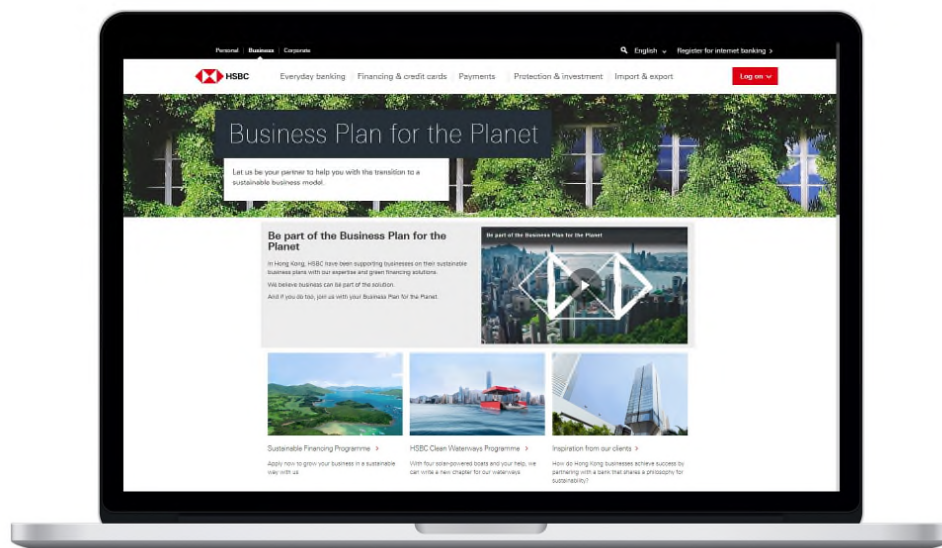 Personal Business Corporate English Register for internet banking >
HSBC Everyday banking Financing & credit cards Payments Protection & investment Import & export Log on
Business Plan for the Planet
Let us be your partner to help you with the transition to a
sustainable business model.
Be part of the Business Plan for the
Planet
In Hong Kong, HSBC have been supporting businesses on their sustainable
business plans with our expertise and green financing solutions.
We believe business can be part of the solution.
And if you do too, join us with your Business Plan for the Planet.
Be part of the Business Plan for the Planet
Sustainable Financing Programme >
Apply now to grow your business in a sustainable
way with us
HSBC Clean Waterways Programme >
With four solar-powered boats and your help, we
can write a new chapter for our waterways
Inspiration from our clients >
How do Hong Kong businesses achieve success by
partnering with a bank that shares a philosophy for
sustainability?